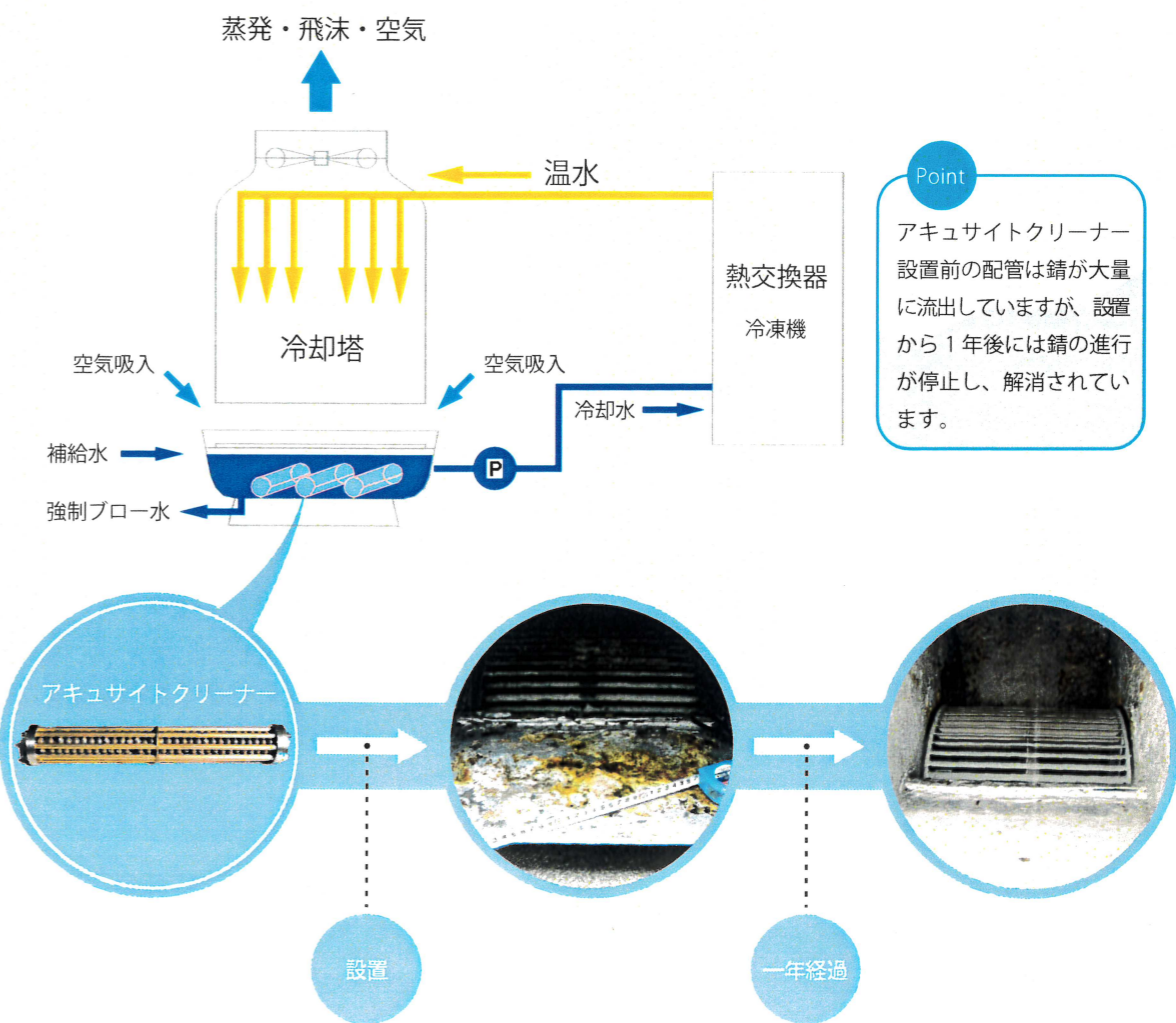 蒸発・飛沫・空気
温水
Point
アキュサイトクリーナー
設置前の配管は錆が大量
に流出していますが、設置
から1年後には錆の進行
が停止し、解消されてい
ます。
熱交換器
冷凍機
冷却塔
空気吸入
空気吸入
冷却水
補給水
P
強制ブロー水
アキュサイトクリーナー
設置
一年経過